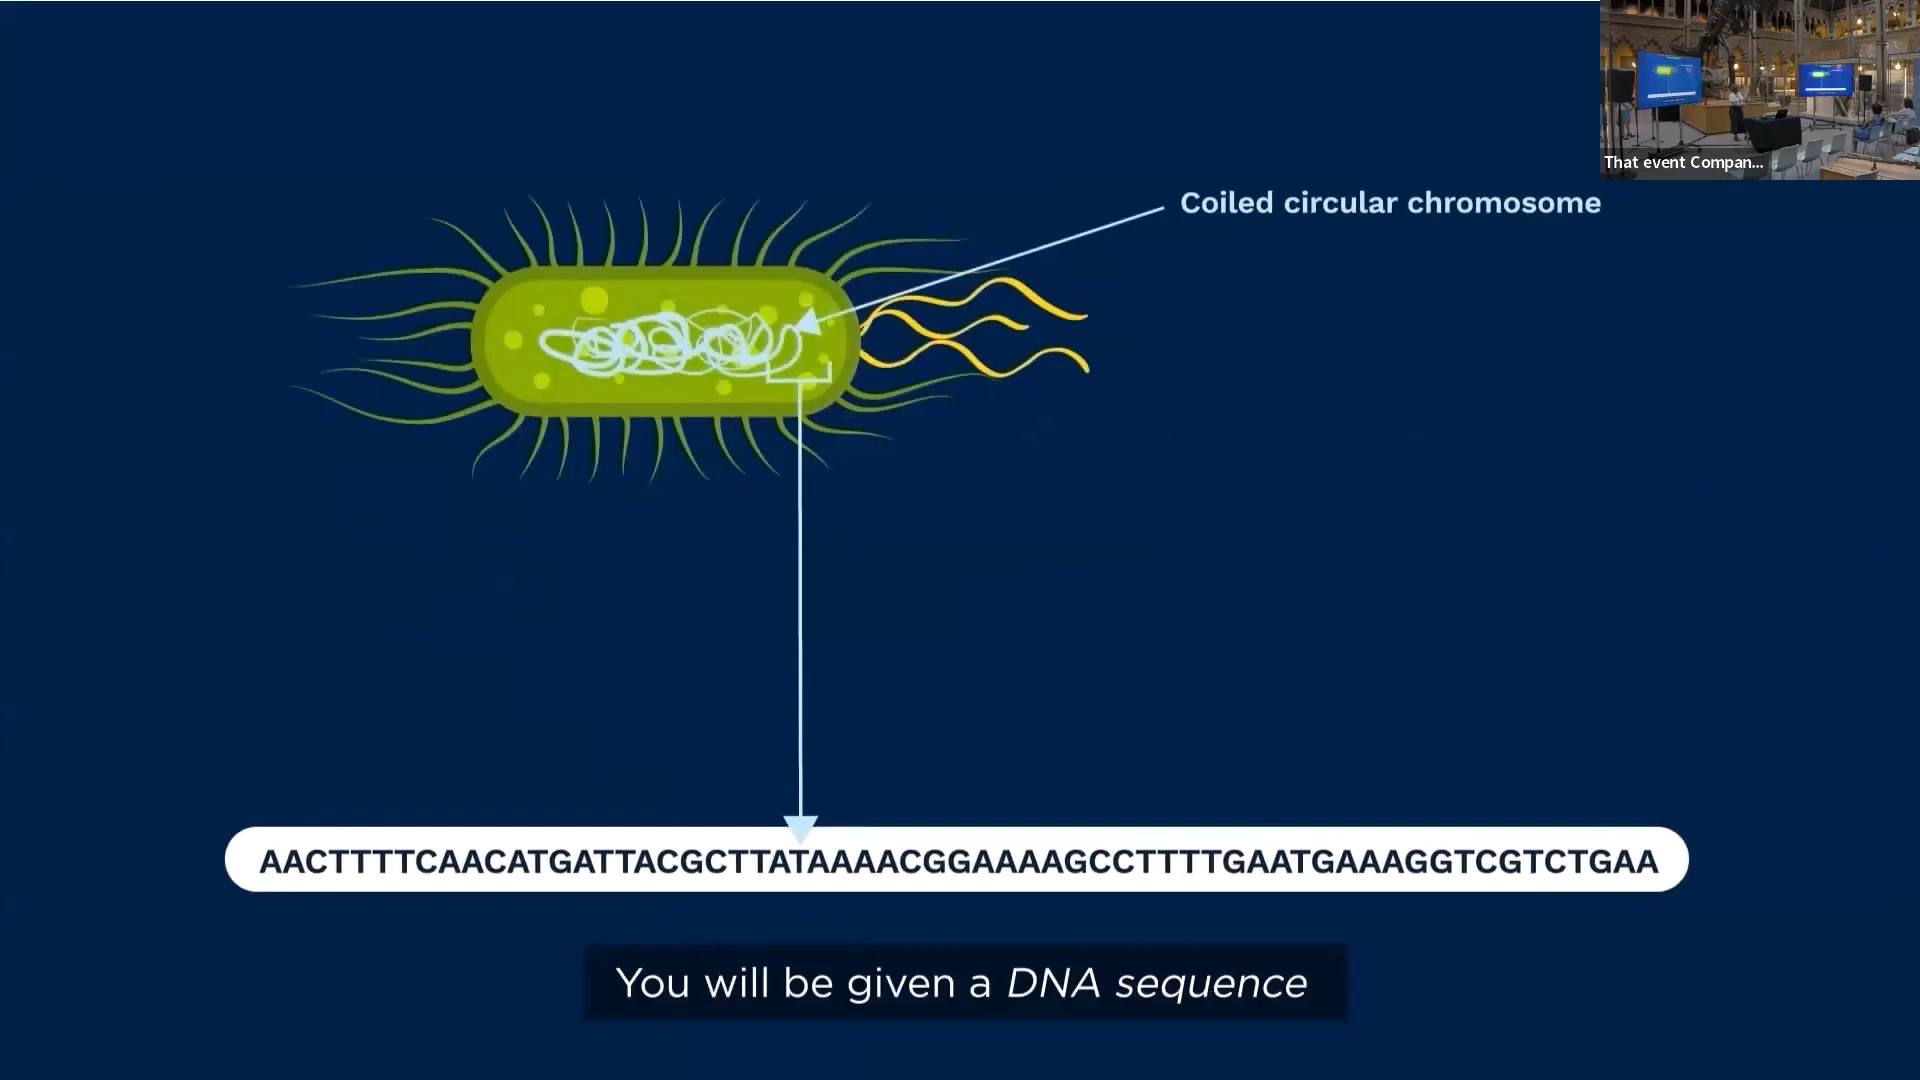 That event Compan...
Coiled circular chromosome
AACTTTTCAACATGATTACGCTTATAAAACGGAAAAGCCTTTTGAATGAAAGGTCGTCTGAA
You will be given a DNA sequence